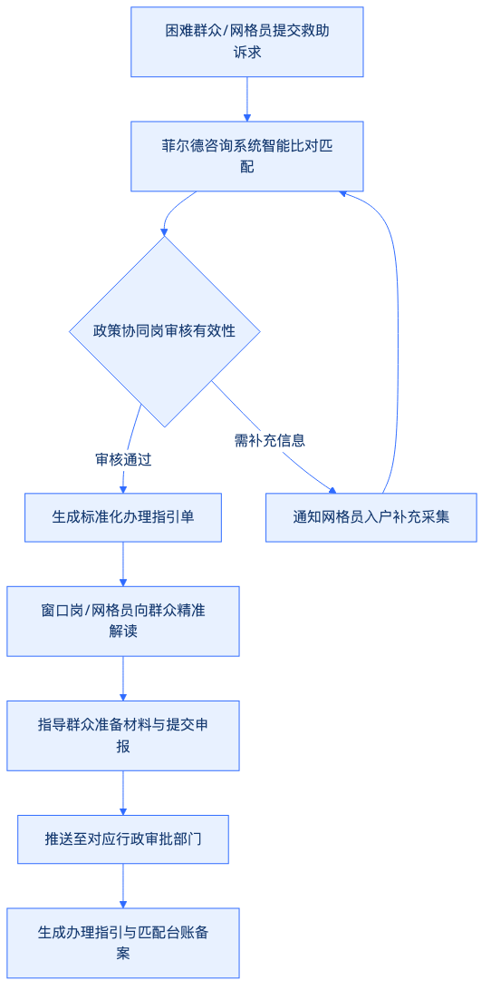 困难群众/网格员提交救助
诉求
菲尔德咨询系统智能比对匹
配
政策协同岗审核有效性
需补充信息
审核通过
生成标准化办理指引单
通知网格员入户补充采集
窗口岗/网格员向群众精准
解读
指导群众准备材料与提交申
报
推送至对应行政审批部门
生成办理指引与匹配台账备
案